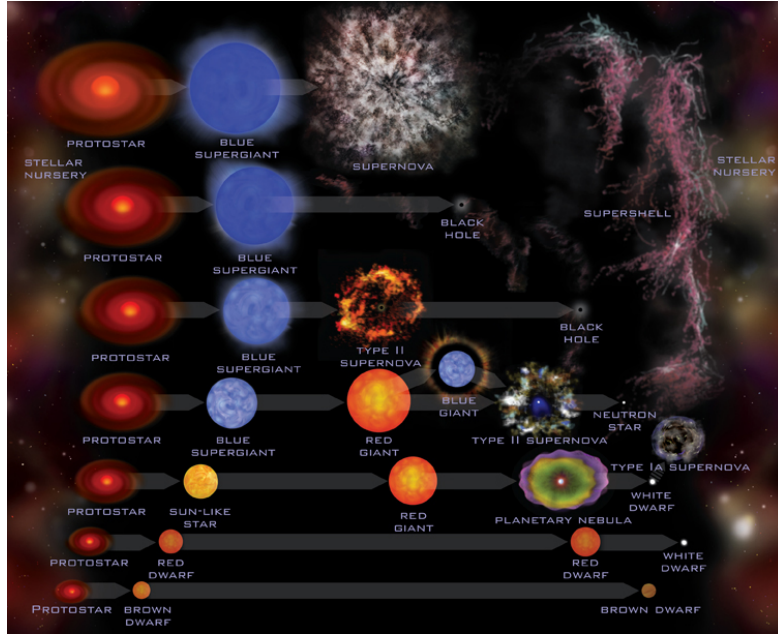 PROTOSTAR
BLUE
SUPERGIANT
SUPERNOVA
STELLAR
NURSERY
STELLAR
NURSERY
PROTOSTAR
BLUE
SUPERGIANT
BLACK
HOLE
SUPERSHELL
PROTOSTAR
BLUE
SUPERGIANT
TYPE II
SUPERNOVA
BLACK
HOLE
PROTOSTAR
BLUE
SUPERGIANT
RED
GIANT
BLUE
GIANT
TYPE II SUPERNOVA
NEUTRON
STAR
TYPE IA SUPERNOVA
PROTOSTAR
SUN-LIKE
STAR
RED
GIANT
PLANETARY NEBULA
WHITE
DWARF
PROTOSTAR
RED
DWARF
RED
DWARF
WHITE
DWARF
PROTOSTAR
BROWN
DWARF
BROWN DWARF